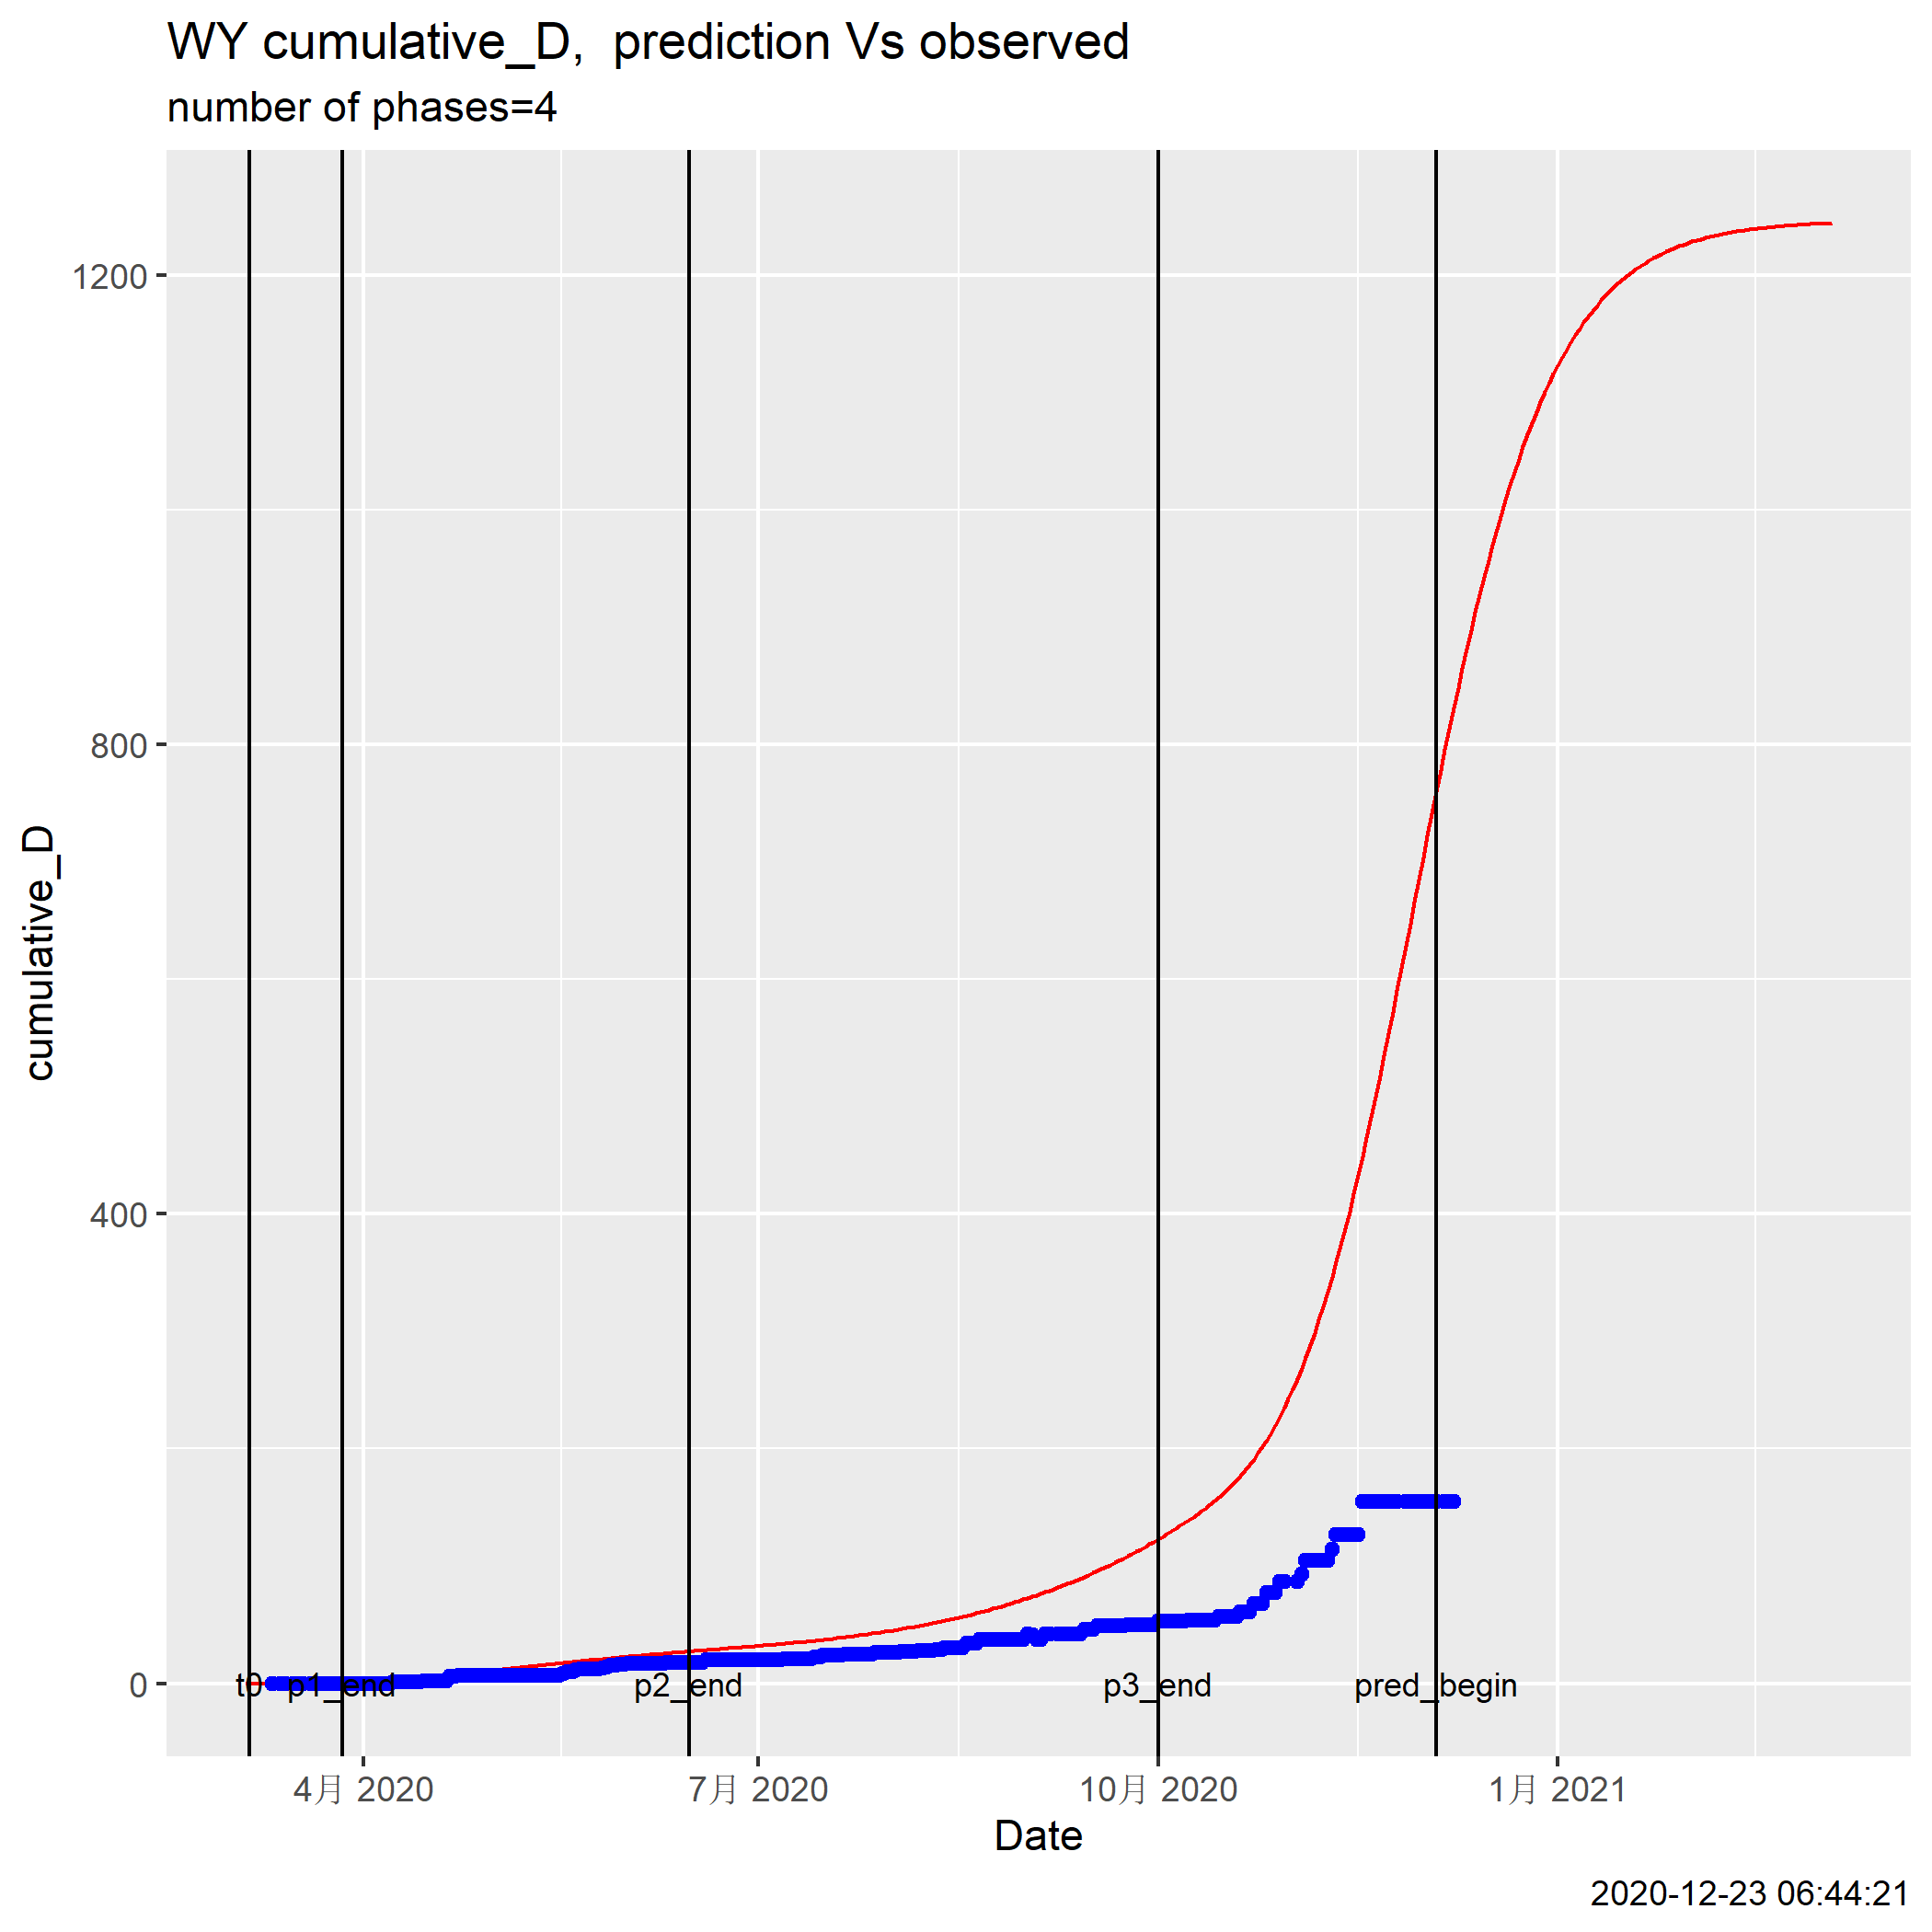 WY cumulative_D,  prediction Vs observed
number of phases=4
1200
800
400
0
cumulative_D
t0
p1_end
p2_end
p3_end
pred_begin
4月 2020
7月 2020
10月 2020
1月 2021
Date
2020-12-23 06:44:21